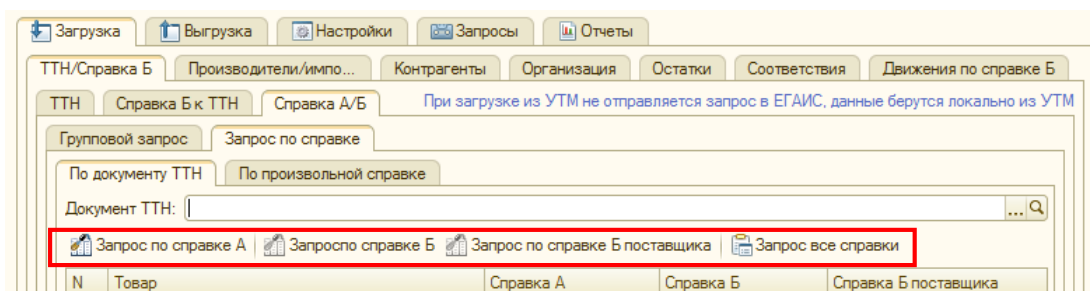 Загрузка Выгрузка Настройки Запросы Отчеты
ТТН/Справка Б Производители/импо... Контрагенты Организация Остатки Соответствия Движения по справке Б
ТТН Справка Б к ТТН Справка А/Б При загрузке из УТМ не отправляется запрос в ЕГАИС, данные берутся локально из УТМ
Групповой запрос Запрос по справке
По документу ТТН По произвольной справке
Документ ТТН: ...
Запрос по справке А Запроспо справке Б Запрос по справке Б поставщика Запрос все справки
N Товар Справка А Справка Б Справка Б поставщика